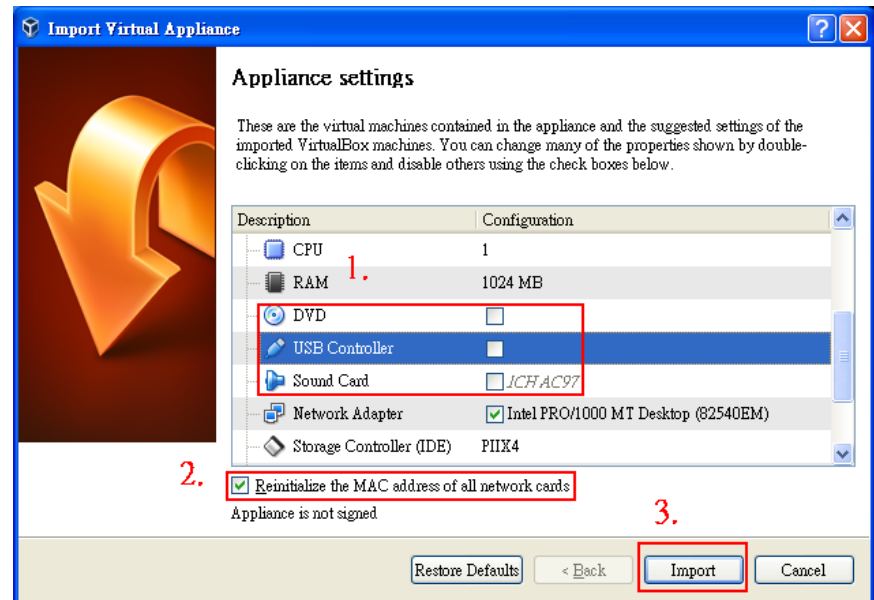 Import Virtual Appliance
Appliance settings
These are the virtual machines contained in the appliance and the suggested settings of the
imported VirtualBox machines. You can change many of the properties shown by double-
clicking on the items and disable others using the check boxes below.
Description Configuration
CPU 1
1.
RAM 1024 MB
DVD
USB Controller
Sound Card ICH AC97
Network Adapter Intel PRO/1000 MT Desktop (82540EM)
Storage Controller (IDE) PIIX4
2.
Reinitialize the MAC address of all network cards
Appliance is not signed
3.
Restore Defaults < Back Import Cancel